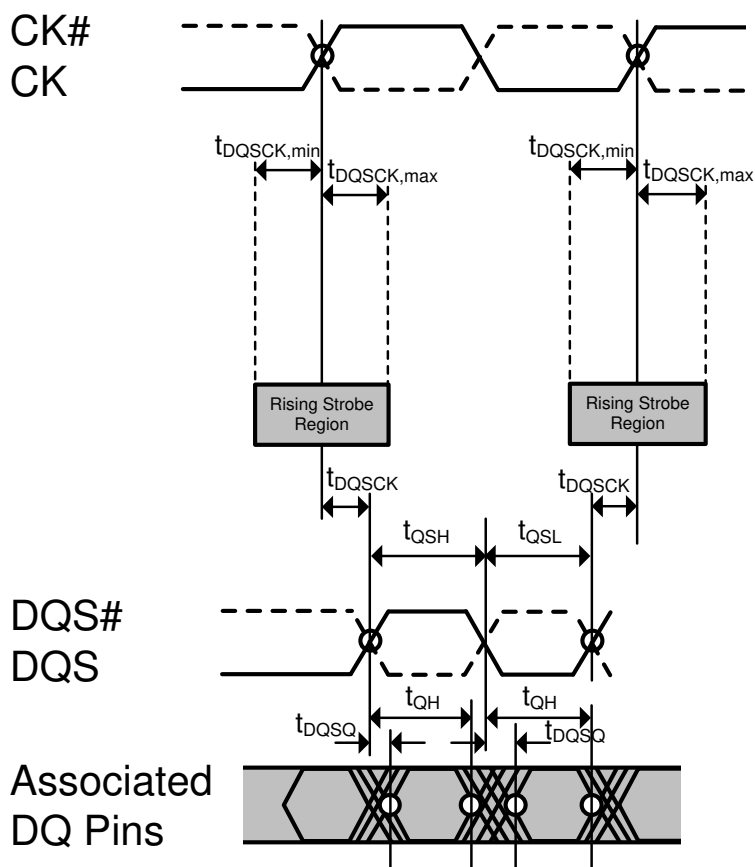 CK#
CK
tDQSCK,min
tDQSCK,max
tDQSCK,min
tDQSCK,max
Rising Strobe
Region
Rising Strobe
Region
tDQSCK
tDQSCK
tQSH
tQSL
DQS#
DQS
tQH
tQH
tDQSQ
tDQSQ
Associated
DQ Pins